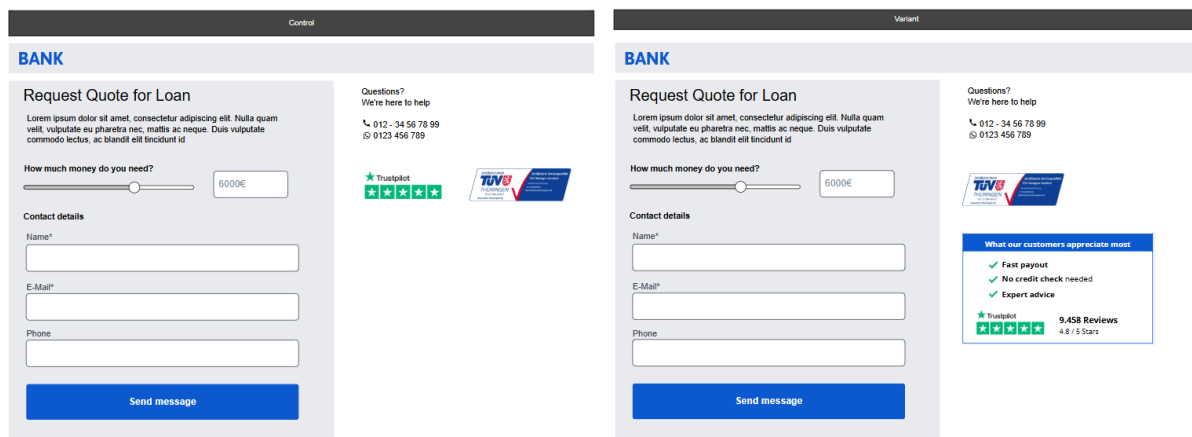 Control
BANK
Request Quote for Loan
Lorem ipsum dolor sit amet, consectetur adipiscing elit. Nulla quam
velit, vulputate eu pharetra nec, mattis ac neque. Duis vulputate
commodo lectus, ac blandit elit tincidunt id
How much money do you need?
6000€
Contact details
Name*
E-Mail*
Phone
Send message
Questions?
We're here to help
012 - 34 56 78 99
0123 456 789
Trustpilot
TÜV
THÜRINGEN
Variant
BANK
Request Quote for Loan
Lorem ipsum dolor sit amet, consectetur adipiscing elit. Nulla quam
velit, vulputate eu pharetra nec, mattis ac neque. Duis vulputate
commodo lectus, ac blandit elit tincidunt id
How much money do you need?
6000€
Contact details
Name*
E-Mail*
Phone
Send message
Questions?
We're here to help
012 - 34 56 78 99
0123 456 789
TÜV
THÜRINGEN
What our customers appreciate most
Fast payout
No credit check needed
Expert advice
Trustpilot
9.458 Reviews
4.8 / 5 Stars